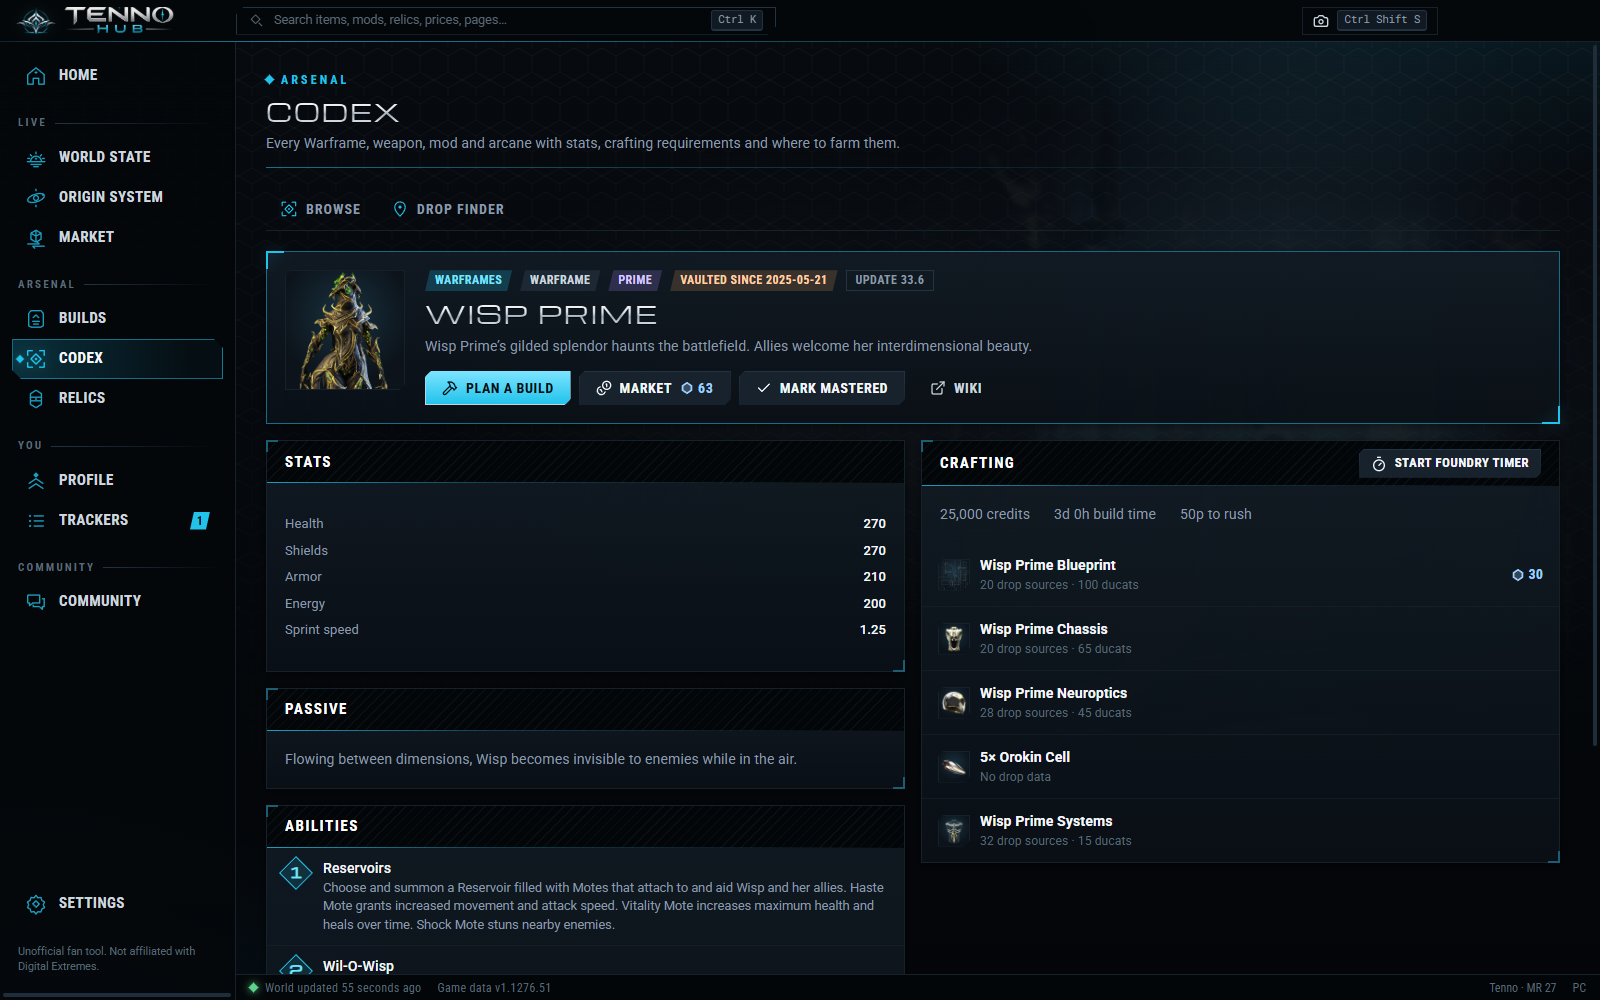 TENNO
HUB
Search items, mods, relics, prices, pages...
Ctrl K
Ctrl Shift S
HOME
LIVE
WORLD STATE
ORIGIN SYSTEM
MARKET
ARSENAL
BUILDS
CODEX
RELICS
YOU
PROFILE
TRACKERS
1
COMMUNITY
COMMUNITY
SETTINGS
Unofficial fan tool. Not affiliated with
Digital Extremes.
ARSENAL
CODEX
Every Warframe, weapon, mod and arcane with stats, crafting requirements and where to farm them.
BROWSE
DROP FINDER
WARFRAMES
WARFRAME
PRIME
VAULTED SINCE 2025-05-21
UPDATE 33.6
WISP PRIME
Wisp Prime's gilded splendor haunts the battlefield. Allies welcome her interdimensional beauty.
PLAN A BUILD
MARKET 63
MARK MASTERED
WIKI
STATS
Health 270
Shields 270
Armor 210
Energy 200
Sprint speed 1.25
PASSIVE
Flowing between dimensions, Wisp becomes invisible to enemies while in the air.
ABILITIES
1
Reservoirs
Choose and summon a Reservoir filled with Motes that attach to and aid Wisp and her allies. Haste
Mote grants increased movement and attack speed. Vitality Mote increases maximum health and
heals over time. Shock Mote stuns nearby enemies.
2
Wil-O-Wisp
CRAFTING
START FOUNDRY TIMER
25,000 credits 3d 0h build time 50p to rush
Wisp Prime Blueprint
20 drop sources · 100 ducats
30
Wisp Prime Chassis
20 drop sources · 65 ducats
Wisp Prime Neuroptics
28 drop sources · 45 ducats
5× Orokin Cell
No drop data
Wisp Prime Systems
32 drop sources · 15 ducats
World updated 55 seconds ago Game data v1.1276.51
Tenno · MR 27 PC